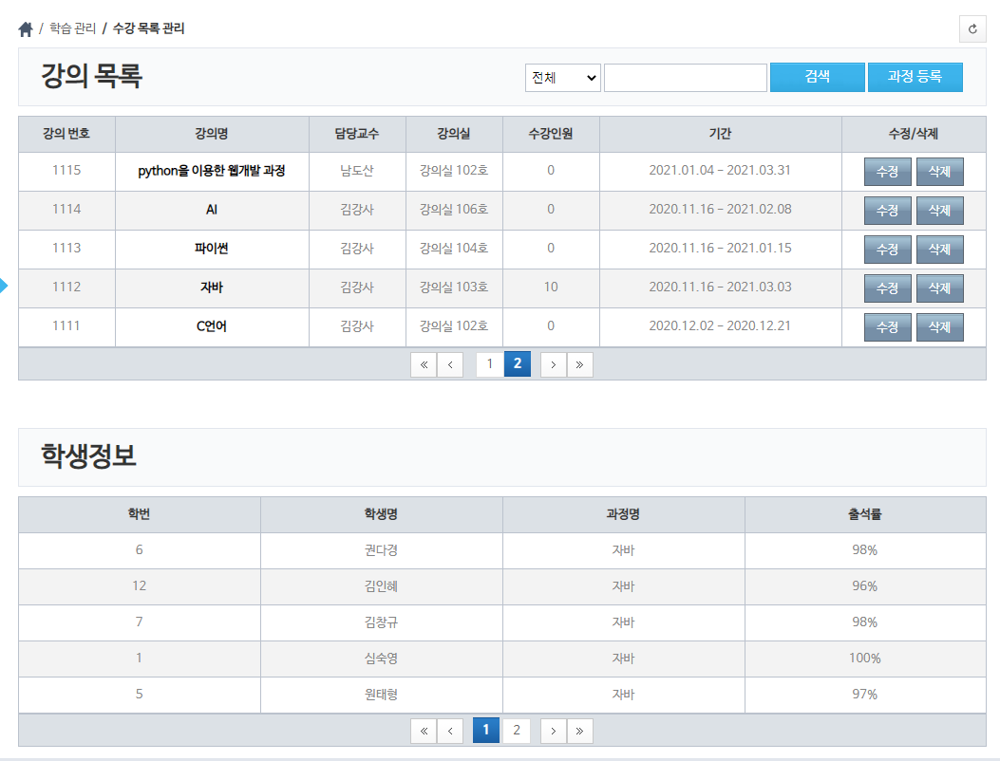 / 학습 관리 / 수강 목록 관리
강의 목록
전체 검색 과정 등록
강의 번호 강의명 담당교수 강의실 수강인원 기간 수정/삭제
1115 python을 이용한 웹개발 과정 남도산 강의실 102호 0 2021.01.04 - 2021.03.31 수정 삭제
1114 AI 김강사 강의실 106호 0 2020.11.16 - 2021.02.08 수정 삭제
1113 파이썬 김강사 강의실 104호 0 2020.11.16 - 2021.01.15 수정 삭제
1112 자바 김강사 강의실 103호 10 2020.11.16 - 2021.03.03 수정 삭제
1111 C언어 김강사 강의실 102호 0 2020.12.02 - 2020.12.21 수정 삭제
« ‹ 1 2 › »
학생정보
학번 학생명 과정명 출석률
6 권다경 자바 98%
12 김인혜 자바 96%
7 김창규 자바 98%
1 심숙영 자바 100%
5 원태형 자바 97%
« ‹ 1 2 › »